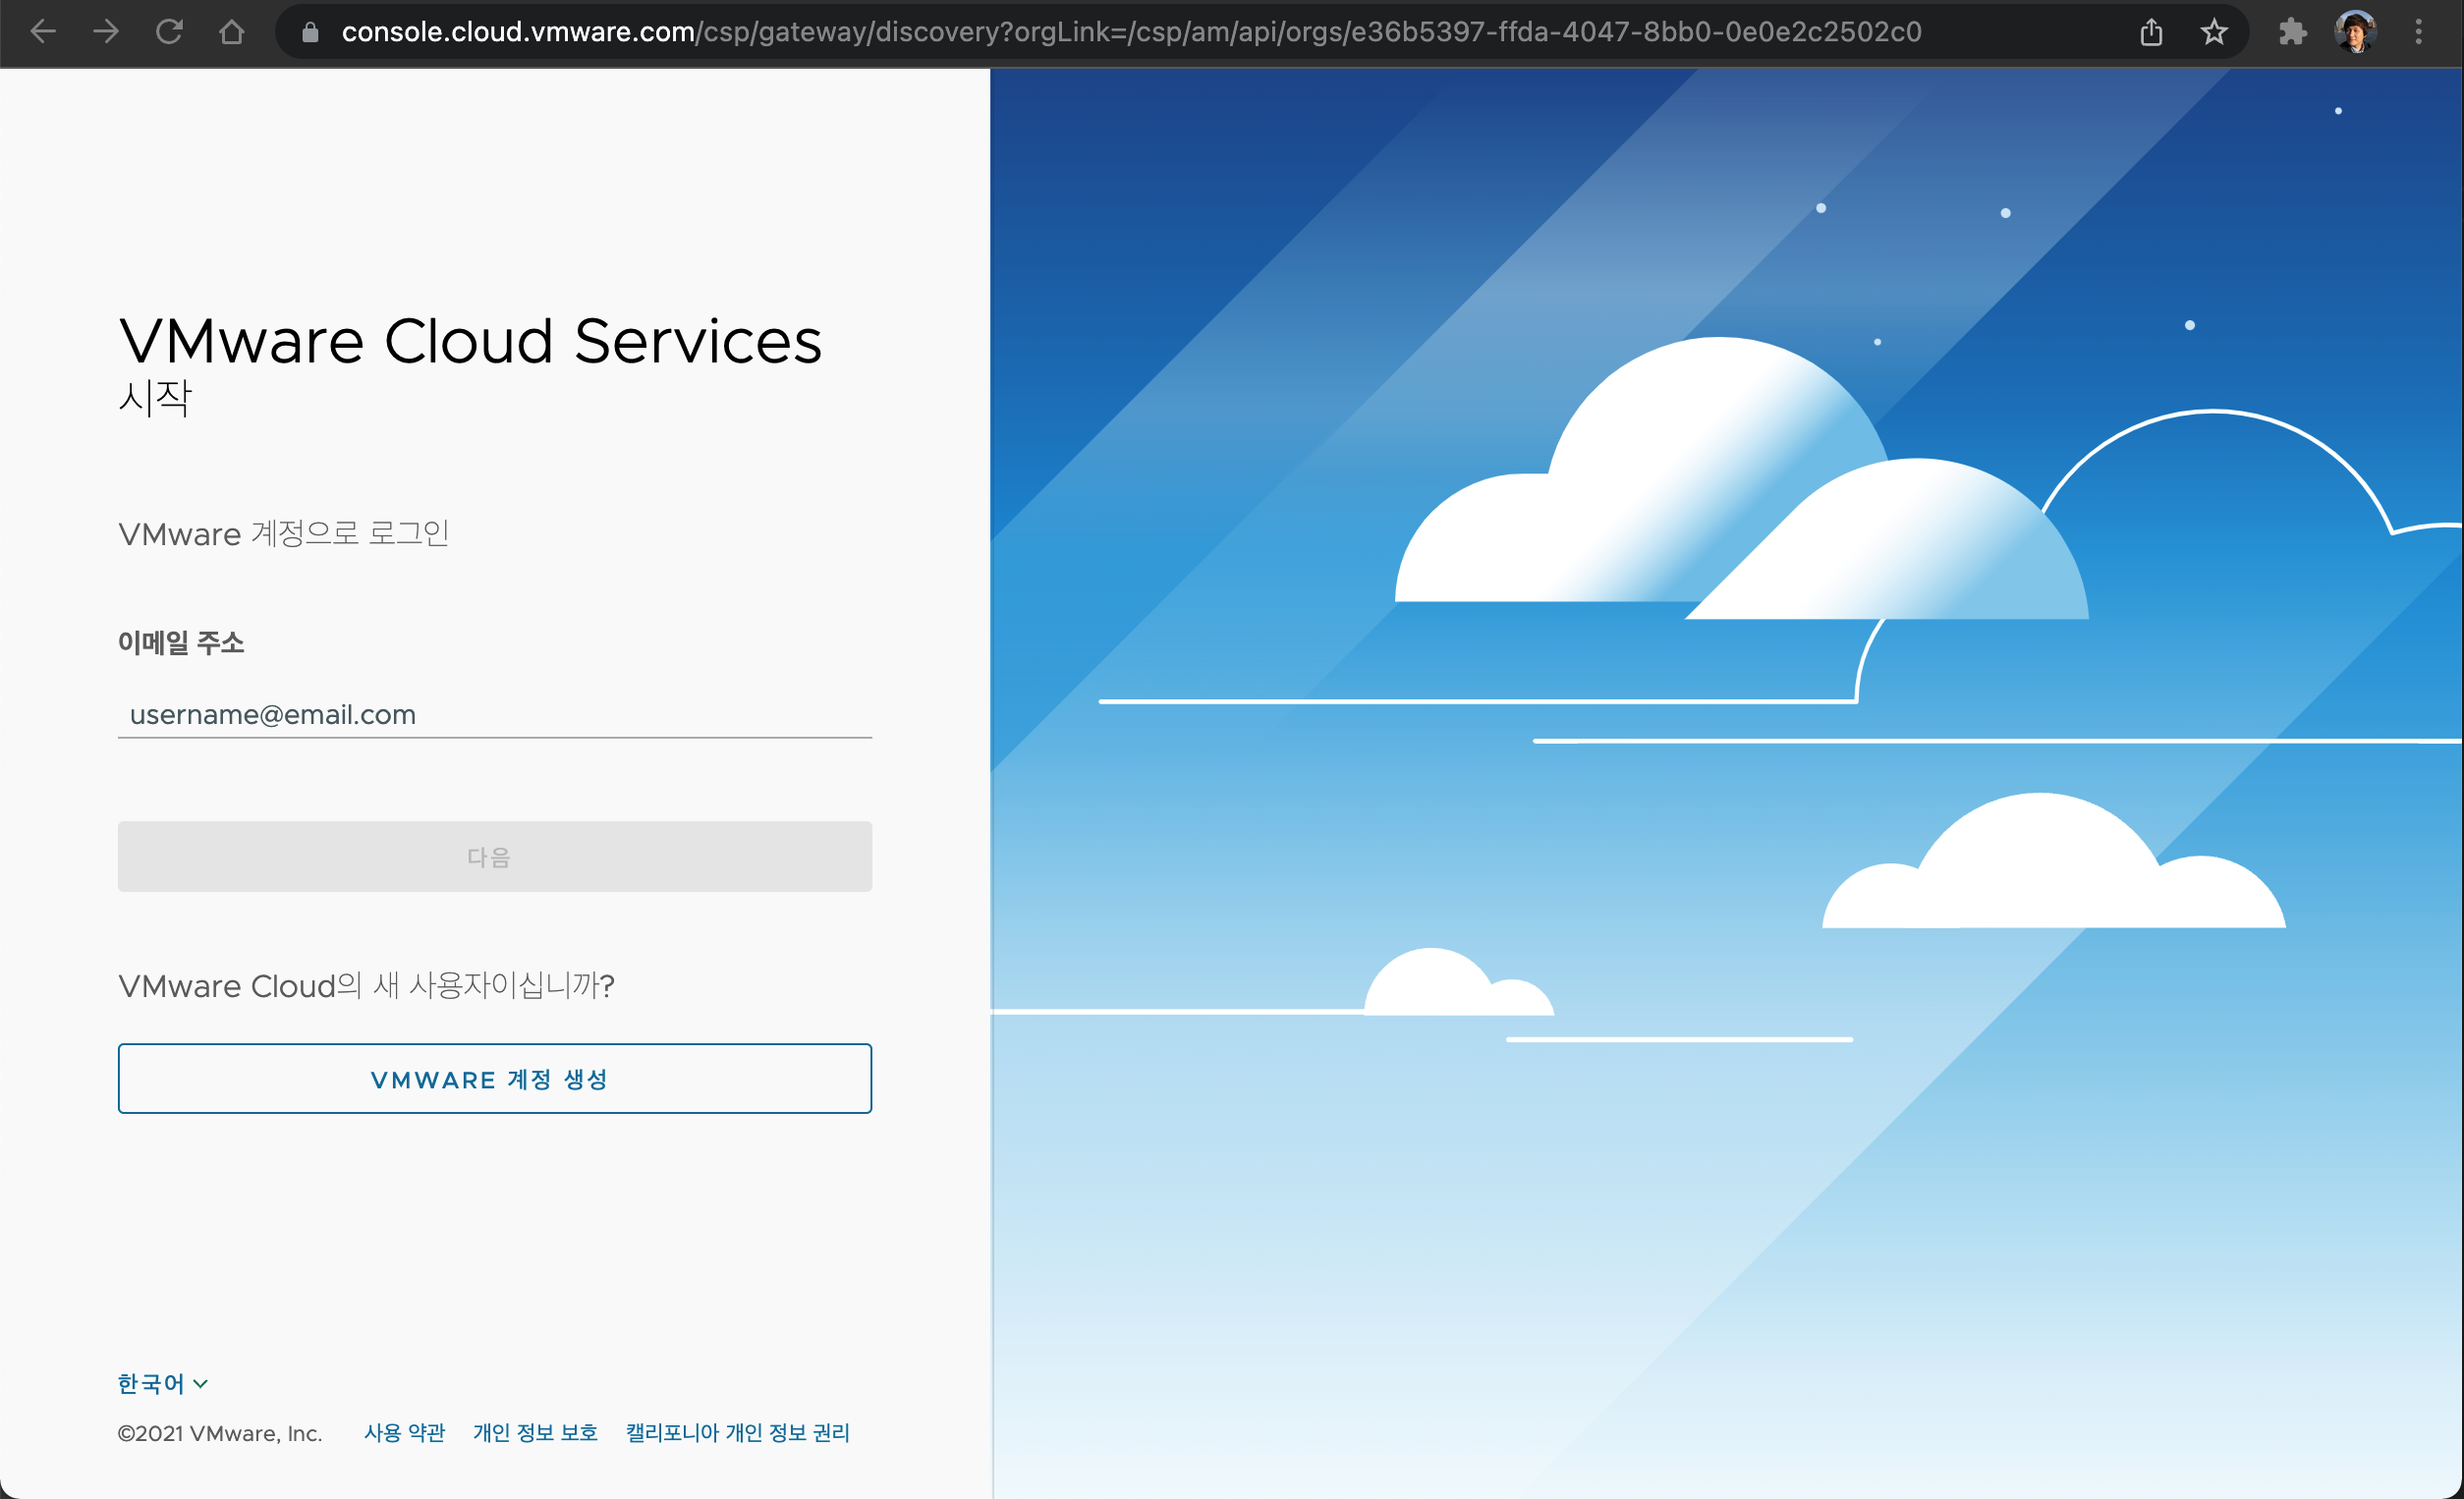 console.cloud.vmware.com/csp/gateway/discovery?orgLink=/csp/am/api/orgs/e36b5397-ffda-4047-8bb0-0e0e2c2502c0
VMware Cloud Services
시작
VMware 계정으로 로그인
이메일 주소
username@email.com
다음
VMware Cloud의 새 사용자이십니까?
VMWARE 계정 생성
한국어
©2021 VMware, Inc. 사용 약관 개인 정보 보호 캘리포니아 개인 정보 권리